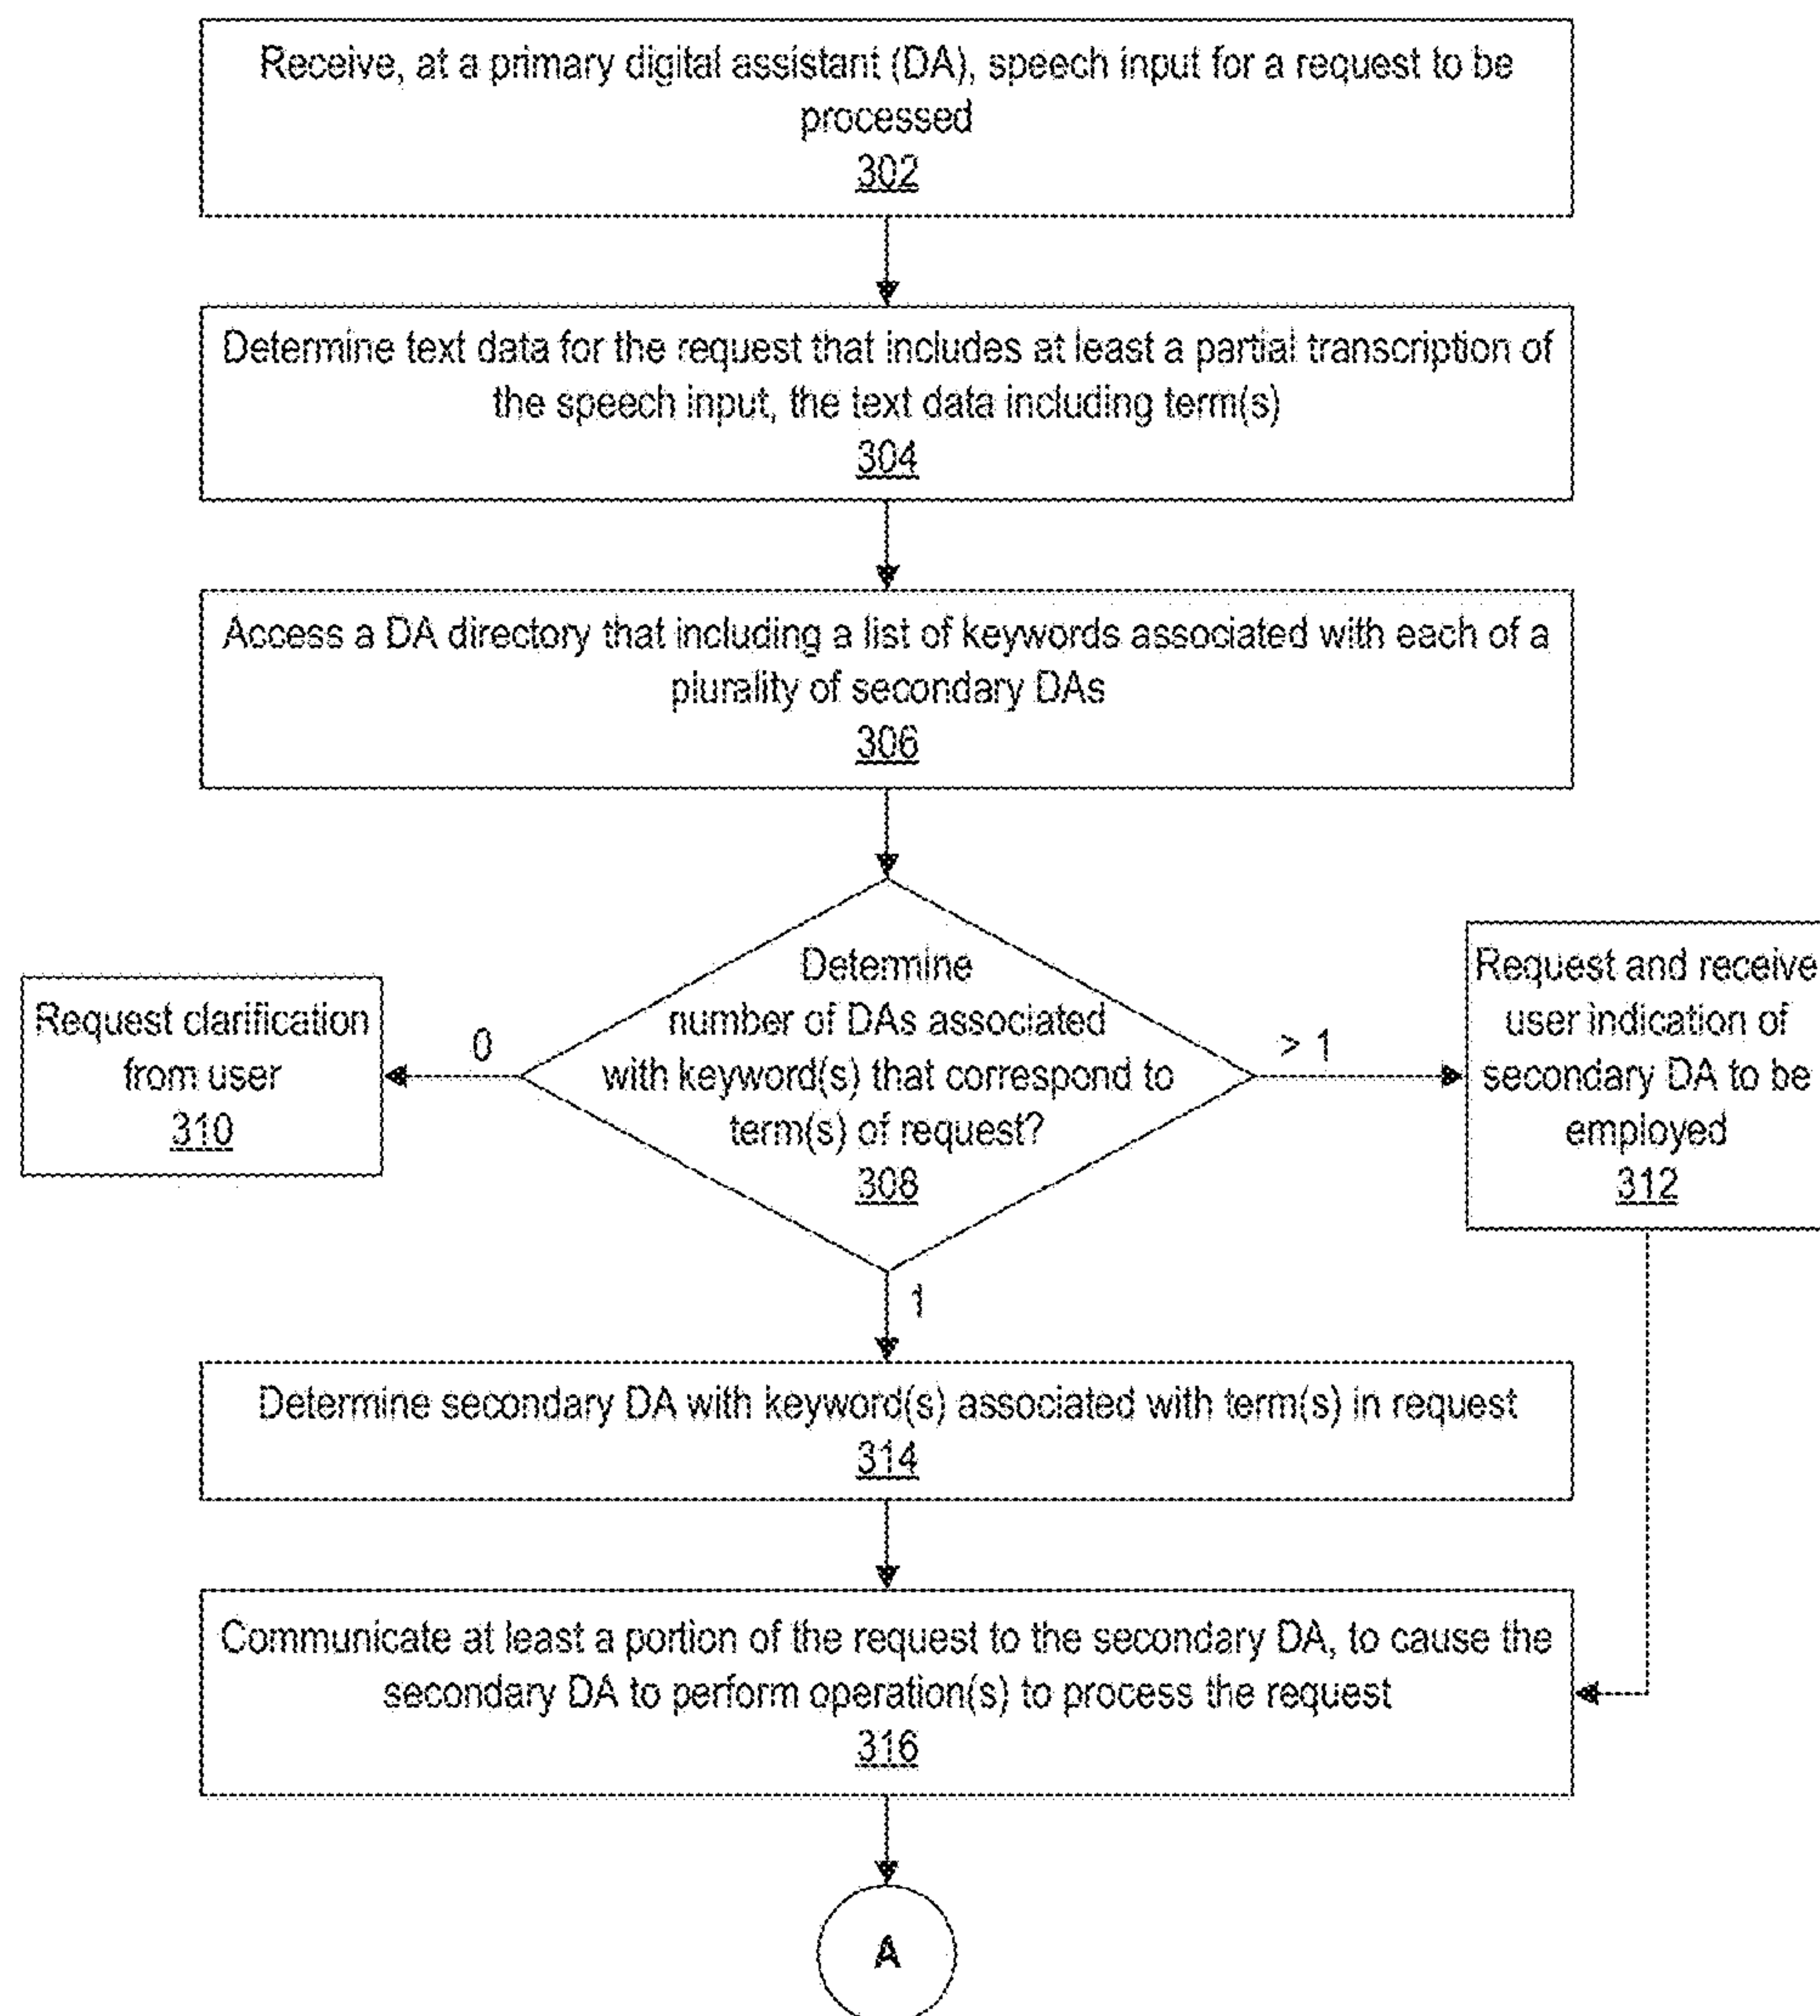 Receive, at a primary digital assistant (DA), speech input for a request to be
processed
302
Determine text data for the request that includes at least a partial transcription of
the speech input, the text data including term(s)
304
Access a DA directory that including a list of keywords associated with each of a
plurality of secondary DAs
306
Determine
number of DAs associated
with keyword(s) that correspond to
term(s) of request?
308
0
Request clarification
from user
310
> 1
Request and receive
user indication of
secondary DA to be
employed
312
1
Determine secondary DA with keyword(s) associated with term(s) in request
314
Communicate at least a portion of the request to the secondary DA, to cause the
secondary DA to perform operation(s) to process the request
316
A